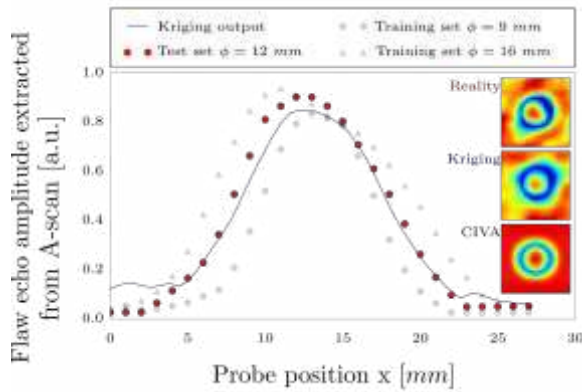 Kriging output
Training set ϕ = 9 mm
Test set ϕ = 12 mm
Training set ϕ = 16 mm
Flaw echo amplitude extracted
from A-scan [a.u.]
1.0
0.8
0.6
0.4
0.2
0.0
Reality
Kriging
CIVA
0 5 10 15 20 25 30
Probe position x [mm]